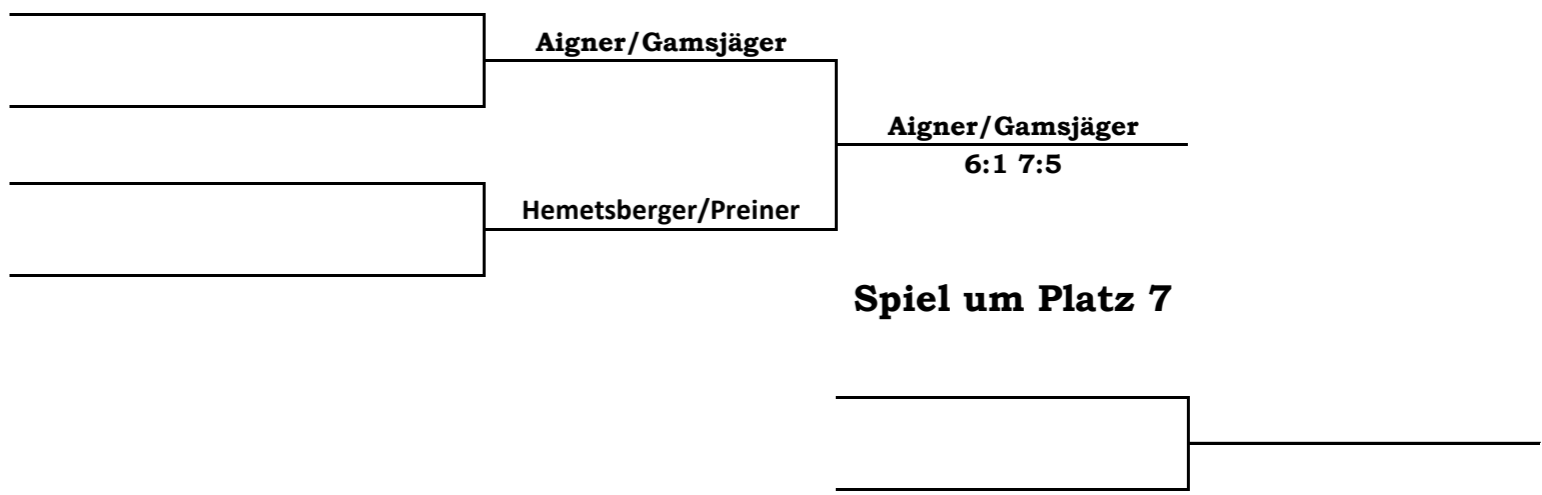 Aigner/Gamsjäger
Aigner/Gamsjäger
6:1 7:5
Hemetsberger/Preiner
Spiel um Platz 7